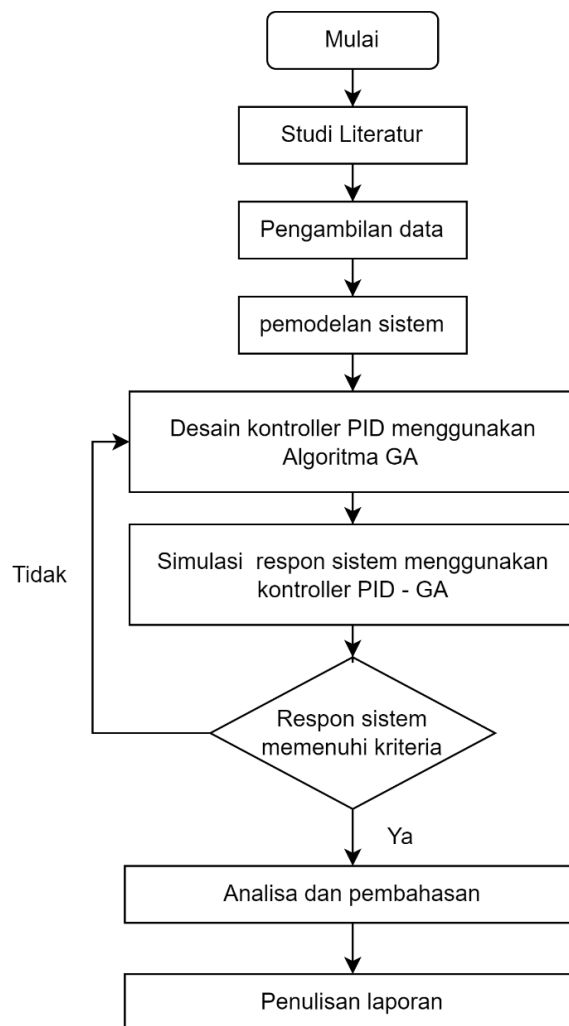 Mulai
Studi Literatur
Pengambilan data
pemodelan sistem
Desain kontroller PID menggunakan
Algoritma GA
Simulasi  respon sistem menggunakan
kontroller PID - GA
Tidak
Respon sistem
memenuhi kriteria
Ya
Analisa dan pembahasan
Penulisan laporan